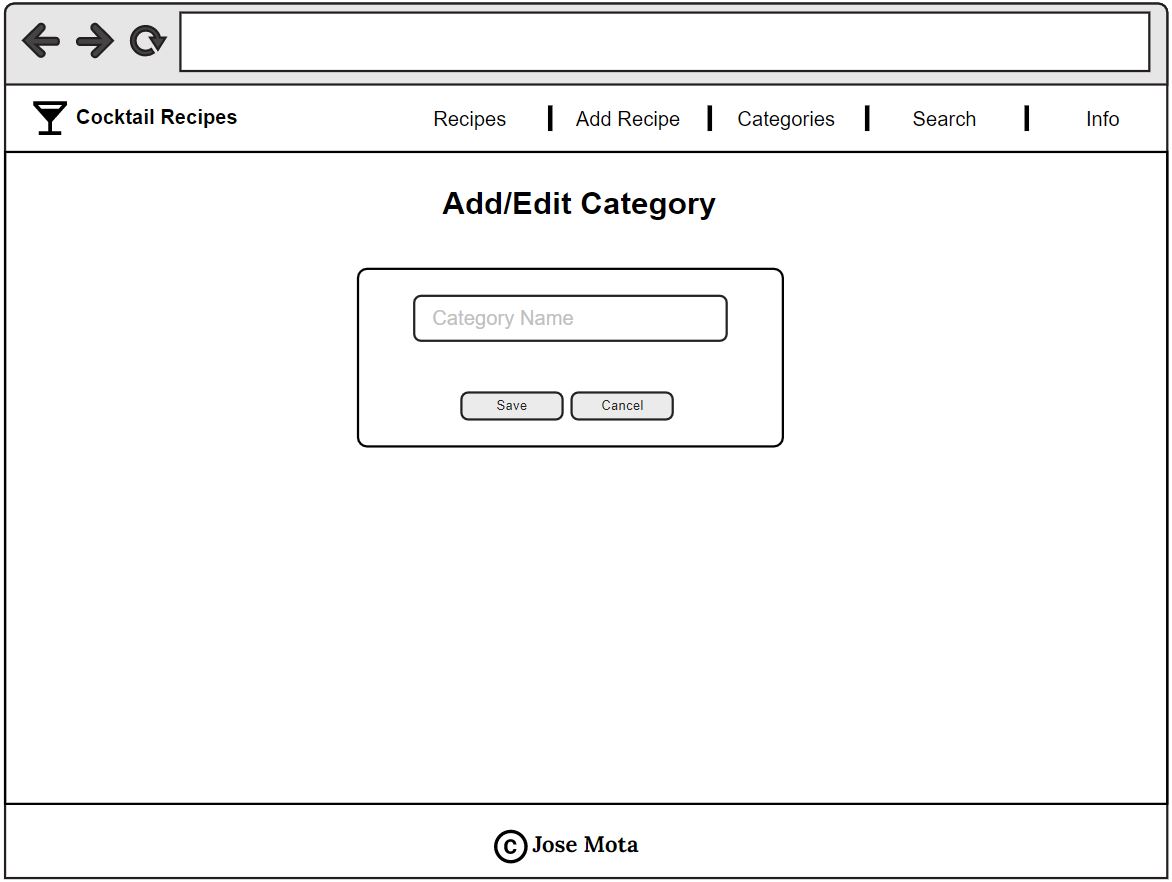 Cocktail Recipes
Recipes Add Recipe Categories Search Info
Add/Edit Category
Category Name
Save Cancel
© Jose Mota